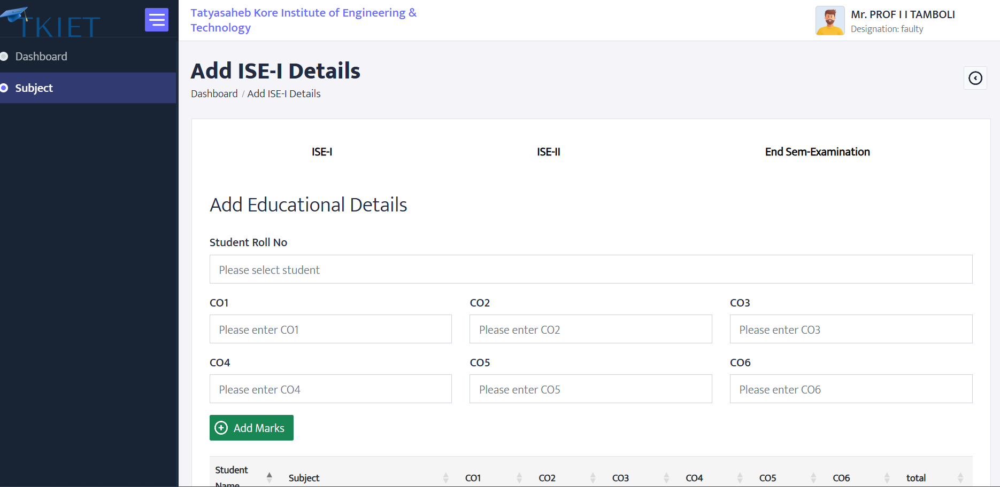 TKIET
Tatyasaheb Kore Institute of Engineering &
Technology
Mr. PROF I I TAMBOLI
Designation: faulty
Dashboard
Subject
Add ISE-I Details
Dashboard / Add ISE-I Details
ISE-I ISE-II End Sem-Examination
Add Educational Details
Student Roll No
Please select student
CO1 CO2 CO3
Please enter CO1 Please enter CO2 Please enter CO3
CO4 CO5 CO6
Please enter CO4 Please enter CO5 Please enter CO6
Add Marks
Student
Name Subject CO1 CO2 CO3 CO4 CO5 CO6 total